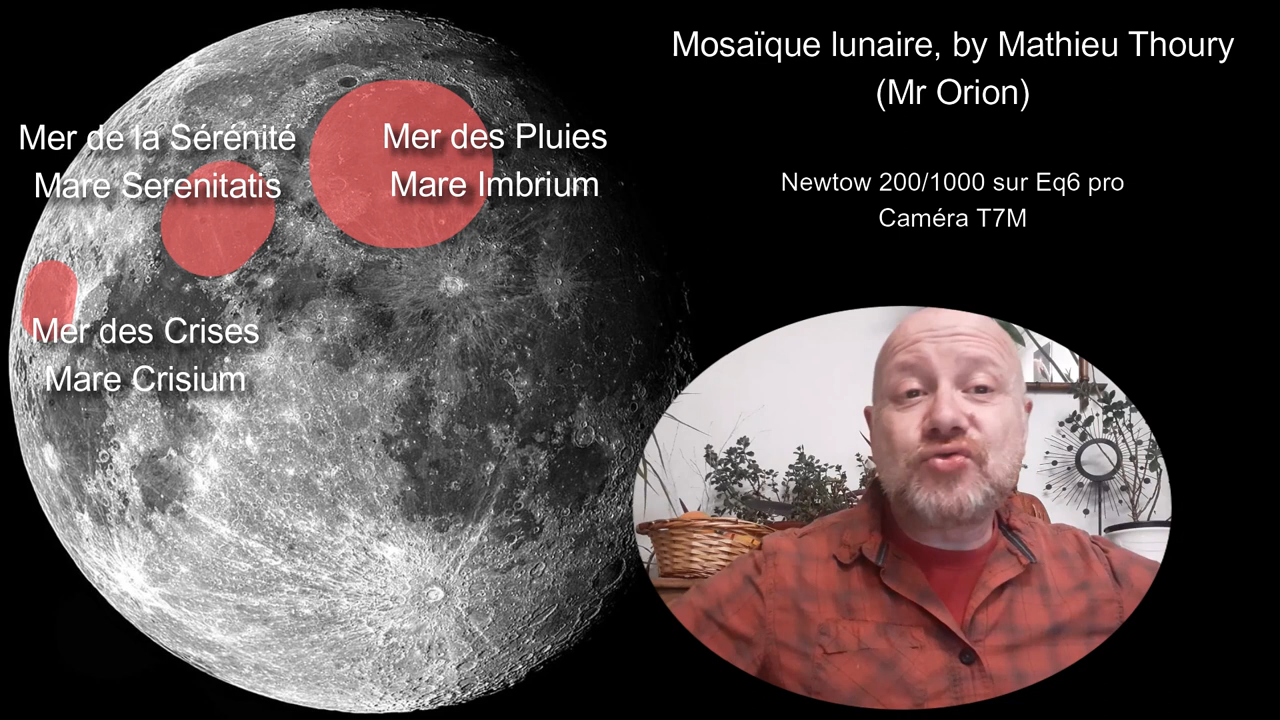 Mosaïque lunaire, by Mathieu Thoury
(Mr Orion)
Newtow 200/1000 sur Eq6 pro
Caméra T7M
Mer de la Sérénité
Mare Serenitatis
Mer des Pluies
Mare Imbrium
Mer des Crises
Mare Crisium